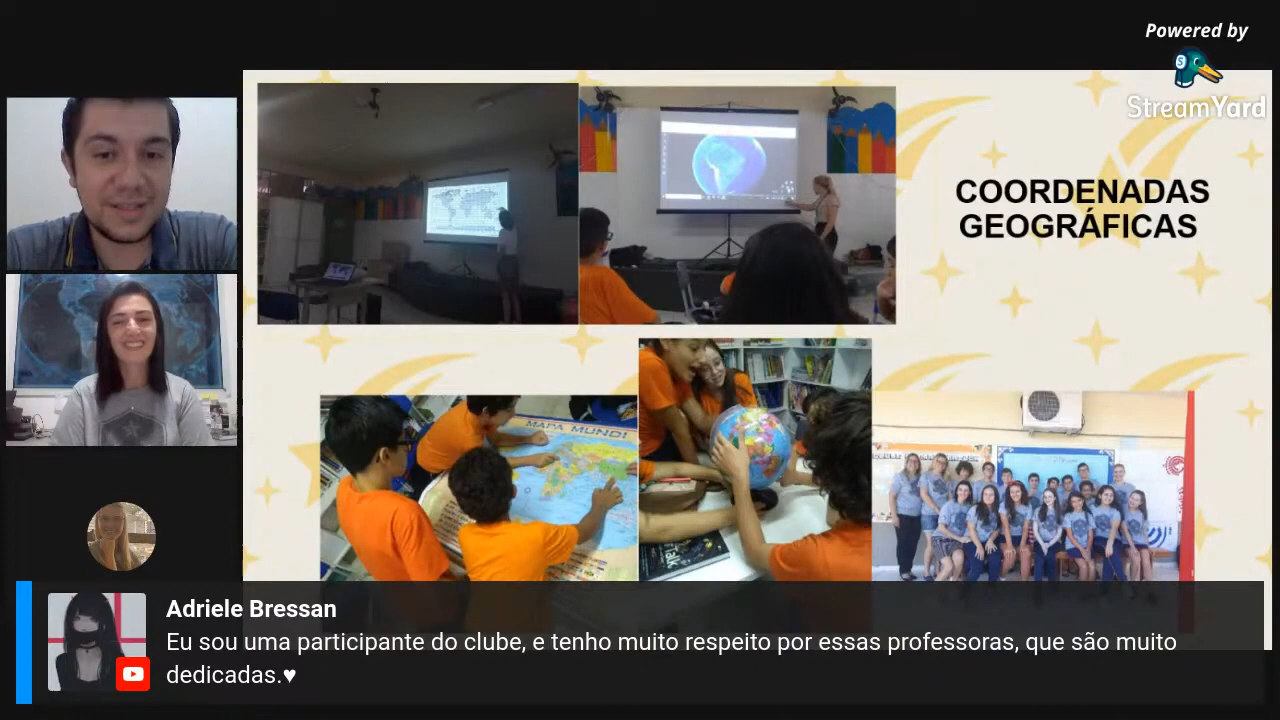 Powered by
StreamYard
COORDENADAS
GEOGRÁFICAS
MAPA MUNDI
Adriele Bressan
Eu sou uma participante do clube, e tenho muito respeito por essas professoras, que são muito
dedicadas.♥